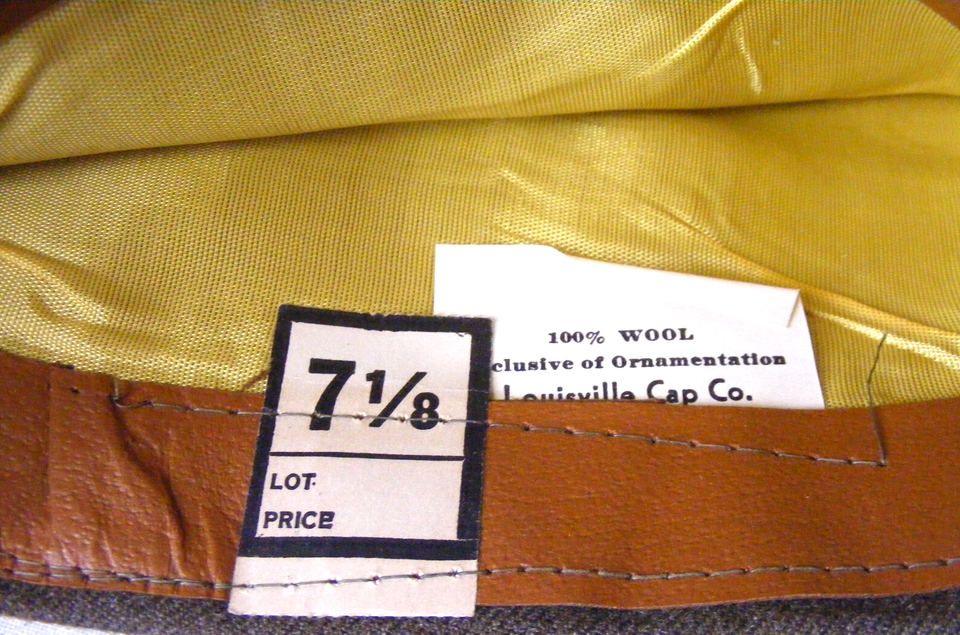 7 1/8
LOT
PRICE
100% WOOL
clusive of Ornamentation
Louisville Cap Co.